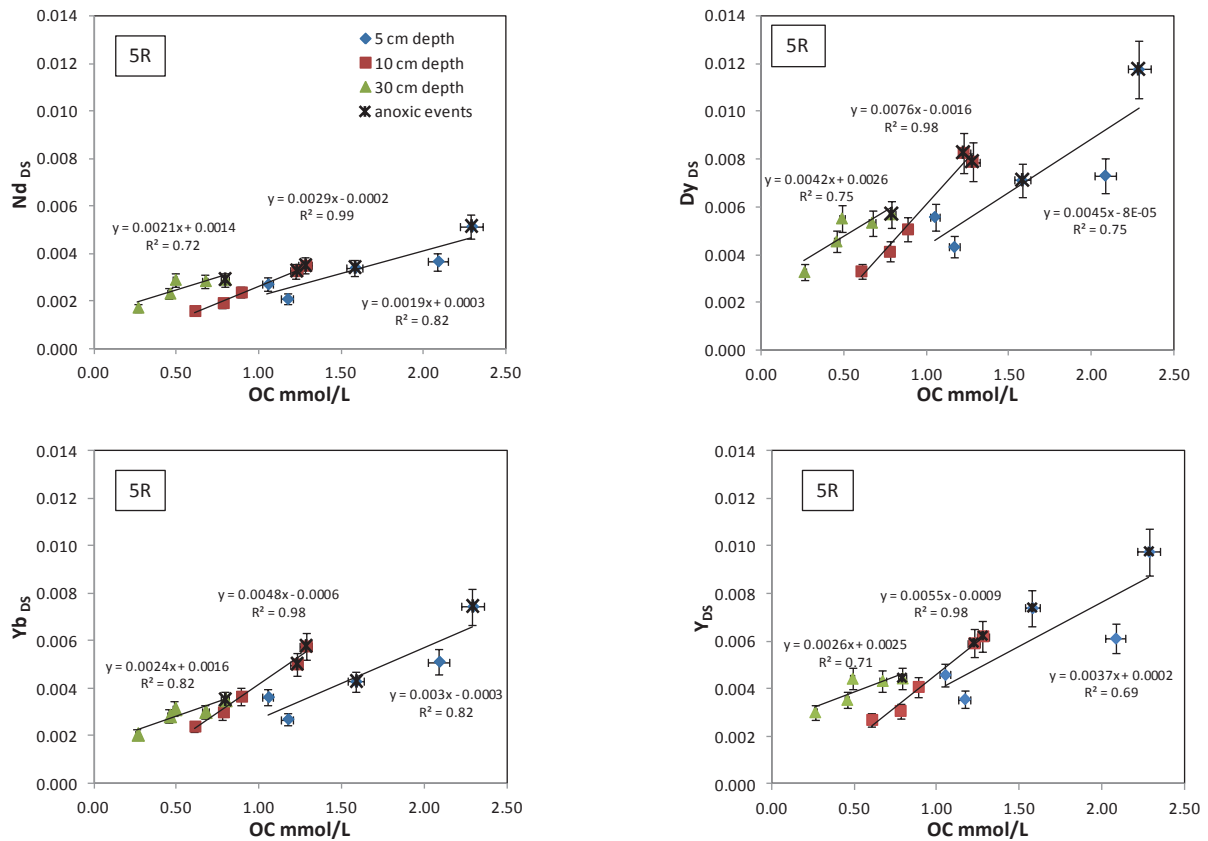 0.014
0.012
0.010
0.008
0.006
0.004
0.002
0.000
Nd DS
5R
5 cm depth
10 cm depth
30 cm depth
anoxic events
y = 0.0029x - 0.0002
R² = 0.99
y = 0.0021x + 0.0014
R² = 0.72
y = 0.0019x + 0.0003
R² = 0.82
0.00 0.50 1.00 1.50 2.00 2.50
OC mmol/L
0.014
0.012
0.010
0.008
0.006
0.004
0.002
0.000
Dy DS
5R
y = 0.0076x - 0.0016
R² = 0.98
y = 0.0042x + 0.0026
R² = 0.75
y = 0.0045x - 8E-05
R² = 0.75
0.00 0.50 1.00 1.50 2.00 2.50
OC mmol/L
0.014
0.012
0.010
0.008
0.006
0.004
0.002
0.000
Yb DS
5R
y = 0.0048x - 0.0006
R² = 0.98
y = 0.0024x + 0.0016
R² = 0.82
y = 0.003x - 0.0003
R² = 0.82
0.00 0.50 1.00 1.50 2.00 2.50
OC mmol/L
0.014
0.012
0.010
0.008
0.006
0.004
0.002
0.000
Y DS
5R
y = 0.0055x - 0.0009
R² = 0.98
y = 0.0026x + 0.0025
R² = 0.71
y = 0.0037x + 0.0002
R² = 0.69
0.00 0.50 1.00 1.50 2.00 2.50
OC mmol/L